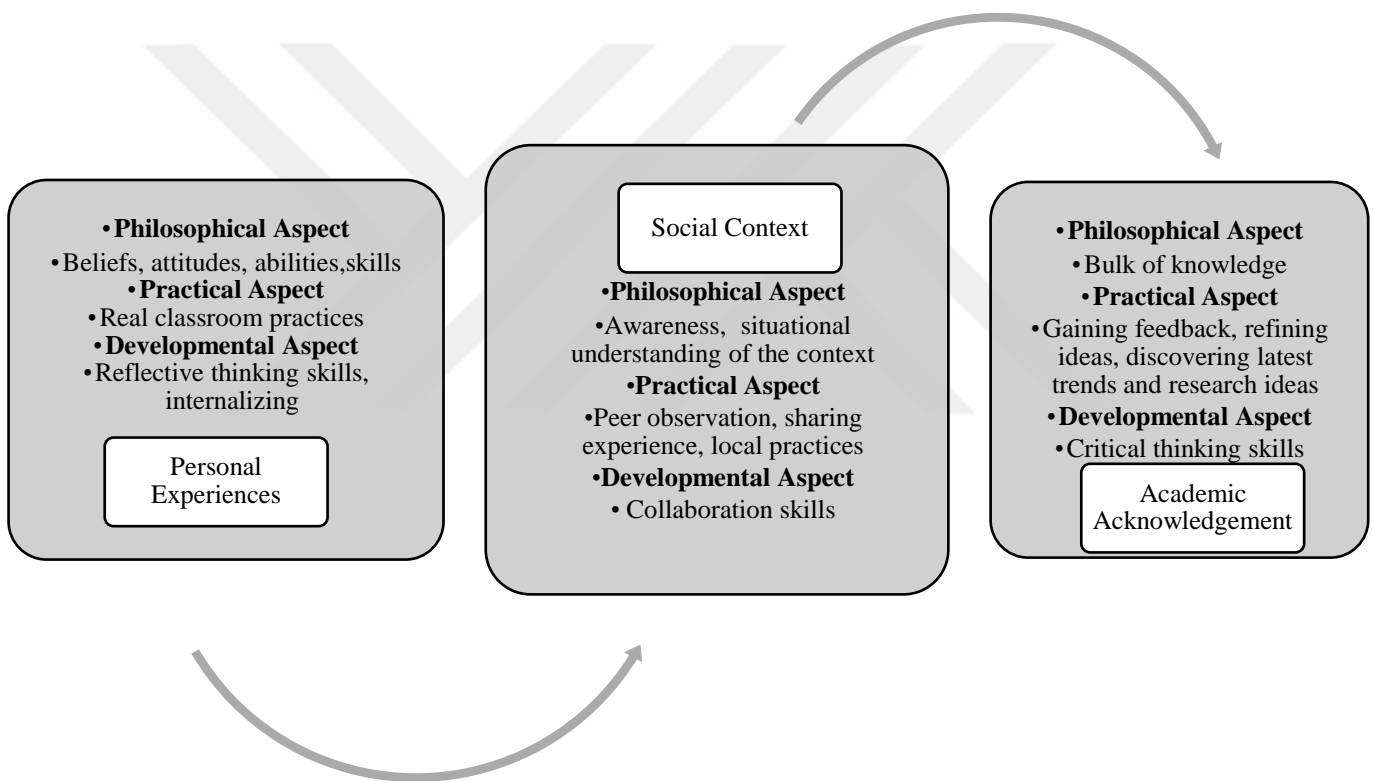 •Philosophical Aspect
•Beliefs, attitudes, abilities,skills
•Practical Aspect
•Real classroom practices
•Developmental Aspect
•Reflective thinking skills,
internalizing
Personal
Experiences
Social Context
•Philosophical Aspect
•Awareness, situational
understanding of the context
•Practical Aspect
•Peer observation, sharing
experience, local practices
•Developmental Aspect
• Collaboration skills
•Philosophical Aspect
•Bulk of knowledge
•Practical Aspect
•Gaining feedback, refining
ideas, discovering latest
trends and research ideas
•Developmental Aspect
•Critical thinking skills
Academic
Acknowledgement